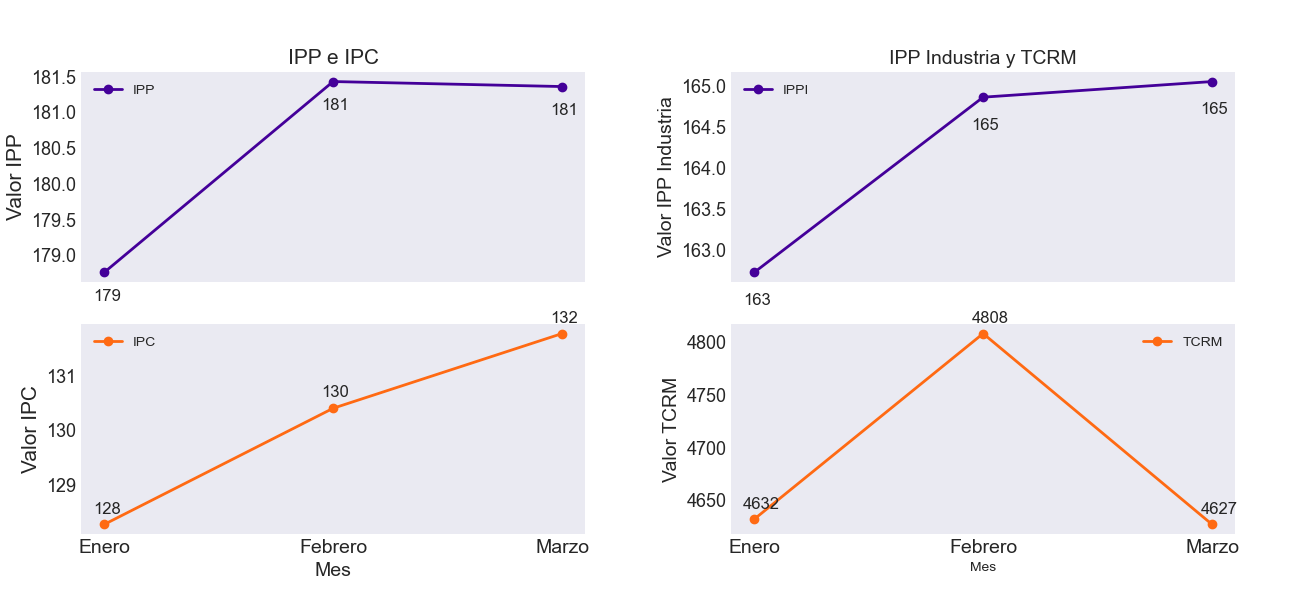 IPP e IPC
Valor IPP
181.5
181.0
180.5
180.0
179.5
179.0
IPP
179
181
181
Valor IPC
131
130
129
IPC
128
130
132
Enero
Febrero
Marzo
Mes
IPP Industria y TCRM
Valor IPP Industria
165.0
164.5
164.0
163.5
163.0
IPPI
163
165
165
Valor TCRM
4800
4750
4700
4650
TCRM
4632
4808
4627
Enero
Febrero
Marzo
Mes